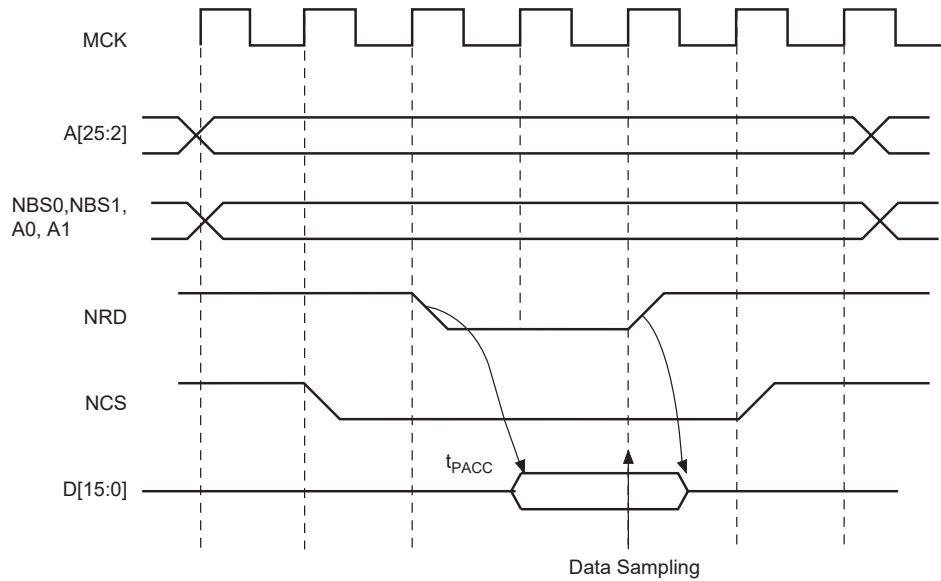 MCK
A[25:2]
NBS0,NBS1,
A0, A1
NRD
NCS
tPACC
D[15:0]
Data Sampling